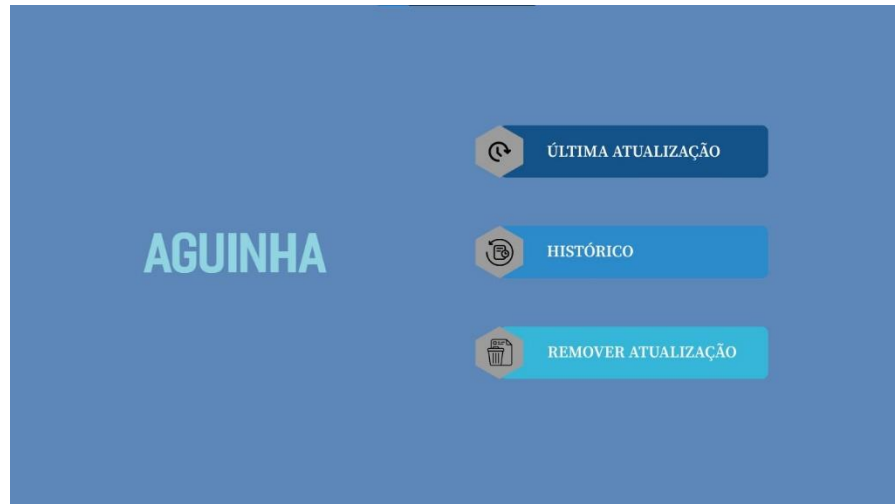 ÚLTIMA ATUALIZAÇÃO
AGUINHA
HISTÓRICO
REMOVER ATUALIZAÇÃO